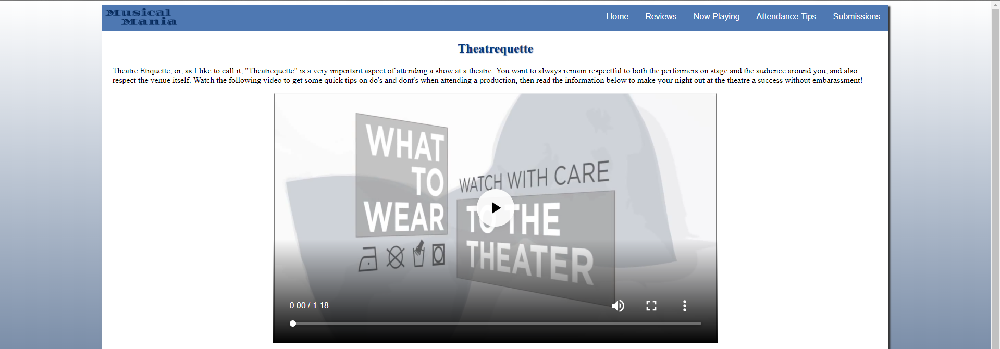 Musical
Mania
Home Reviews Now Playing Attendance Tips Submissions
Theatrequette
Theatre Etiquette, or, as I like to call it, "Theatrequette" is a very important aspect of attending a show at a theatre. You want to always remain respectful to both the performers on stage and the audience around you, and also
respect the venue itself. Watch the following video to get some quick tips on do's and dont's when attending a production, then read the information below to make your night out at the theatre a success without embarassment!
WHAT
TO
WEAR
WATCH WITH CARE
TO THE
THEATER
0:00 / 1:18